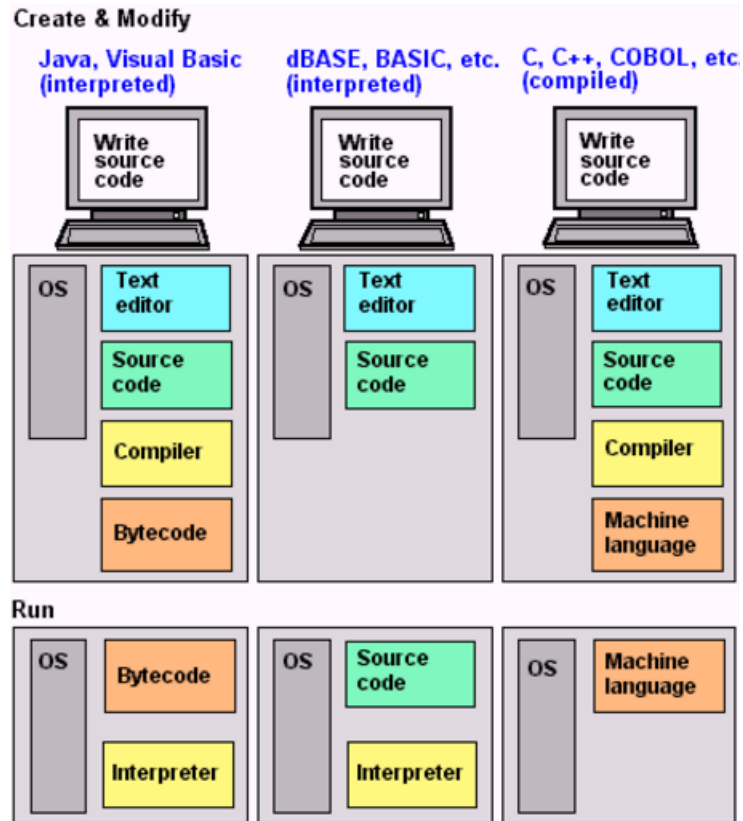 Create & Modify
Java, Visual Basic
(interpreted)
dBASE, BASIC, etc.
(interpreted)
C, C++, COBOL, etc.
(compiled)
Write
source
code
Write
source
code
Write
source
code
OS
Text
editor
Source
code
Compiler
Bytecode
OS
Text
editor
Source
code
OS
Text
editor
Source
code
Compiler
Machine
language
Run
OS
Bytecode
Interpreter
OS
Source
code
Interpreter
OS
Machine
language